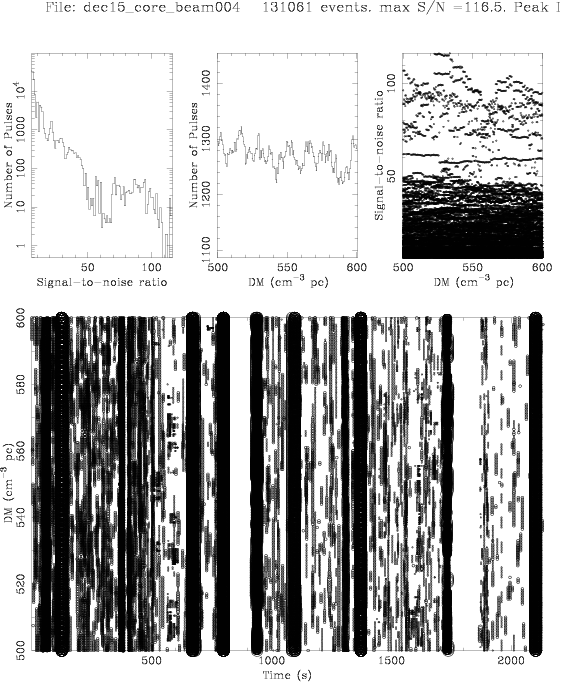 File: dec15_core_beam004 131061 events. max S/N =116.5. Peak I
Number of Pulses
1 10 100 1000 10^4
50 100
Signal-to-noise ratio
Number of Pulses
1100 1200 1300 1400
500 550 600
DM (cm^-3 pc)
Signal-to-noise ratio
50 100
500 550 600
DM (cm^-3 pc)
DM (cm^-3 pc)
500 520 540 560 580 600
500 1000 1500 2000
Time (s)